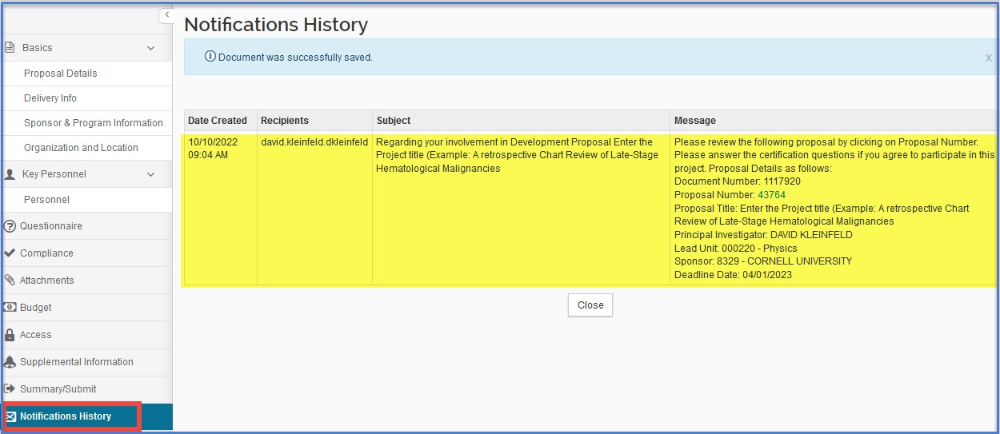 Notifications History
Document was successfully saved.
x
Basics
Proposal Details
Delivery Info
Sponsor & Program Information
Organization and Location
Key Personnel
Personnel
Questionnaire
Compliance
Attachments
Budget
Access
Supplemental Information
Summary/Submit
Notifications History
Date Created
Recipients
Subject
Message
10/10/2022
09:04 AM
david.kleinfeld.dkleinfeld
Regarding your involvement in Development Proposal Enter the
Project title (Example: A retrospective Chart Review of Late-Stage
Hematological Malignancies
Please review the following proposal by clicking on Proposal Number.
Please answer the certification questions if you agree to participate in this
project. Proposal Details as follows:
Document Number: 1117920
Proposal Number: 43764
Proposal Title: Enter the Project title (Example: A retrospective Chart
Review of Late-Stage Hematological Malignancies
Principal Investigator: DAVID KLEINFELD
Lead Unit: 000220 - Physics
Sponsor: 8329 - CORNELL UNIVERSITY
Deadline Date: 04/01/2023
Close